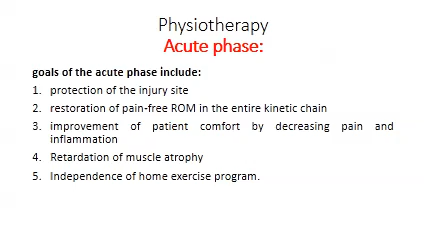 Physiotherapy
Acute phase:
goals of the acute phase include:
1. protection of the injury site
2. restoration of pain-free ROM in the entire kinetic chain
3. improvement of patient comfort by decreasing pain and
inflammation
4. Retardation of muscle atrophy
5. Independence of home exercise program.